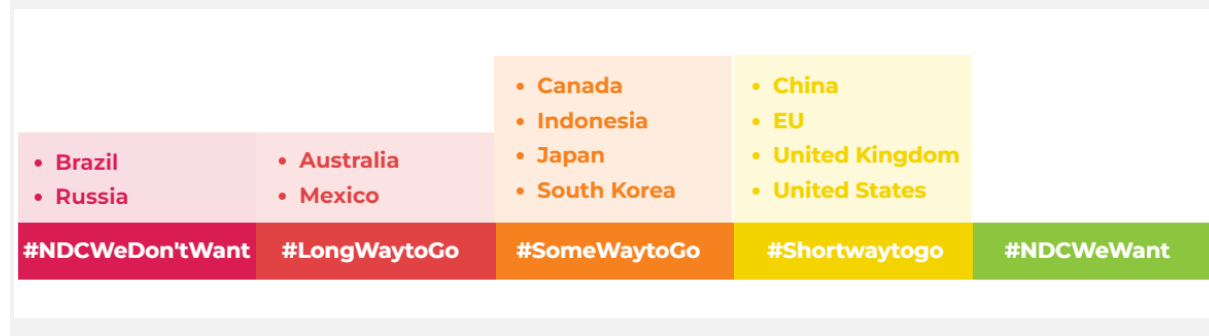 • Brazil
• Russia
#NDCWeDon'tWant
• Australia
• Mexico
#LongWaytoGo
• Canada
• Indonesia
• Japan
• South Korea
#SomeWaytoGo
• China
• EU
• United Kingdom
• United States
#Shortwaytogo
#NDCWeWant